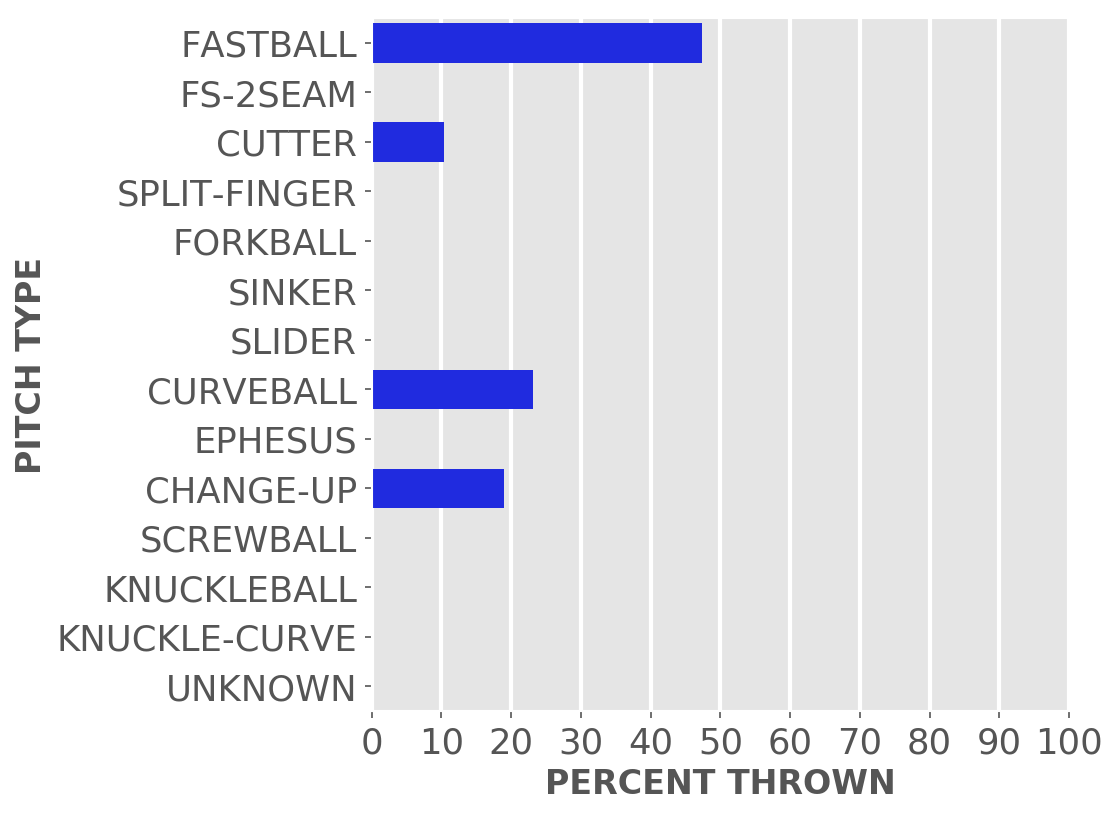 FASTBALL
FS-2SEAM
CUTTER
SPLIT-FINGER
FORKBALL
SINKER
SLIDER
CURVEBALL
EPHESUS
CHANGE-UP
SCREWBALL
KNUCKLEBALL
KNUCKLE-CURVE
UNKNOWN
PITCH TYPE
0 10 20 30 40 50 60 70 80 90 100
PERCENT THROWN